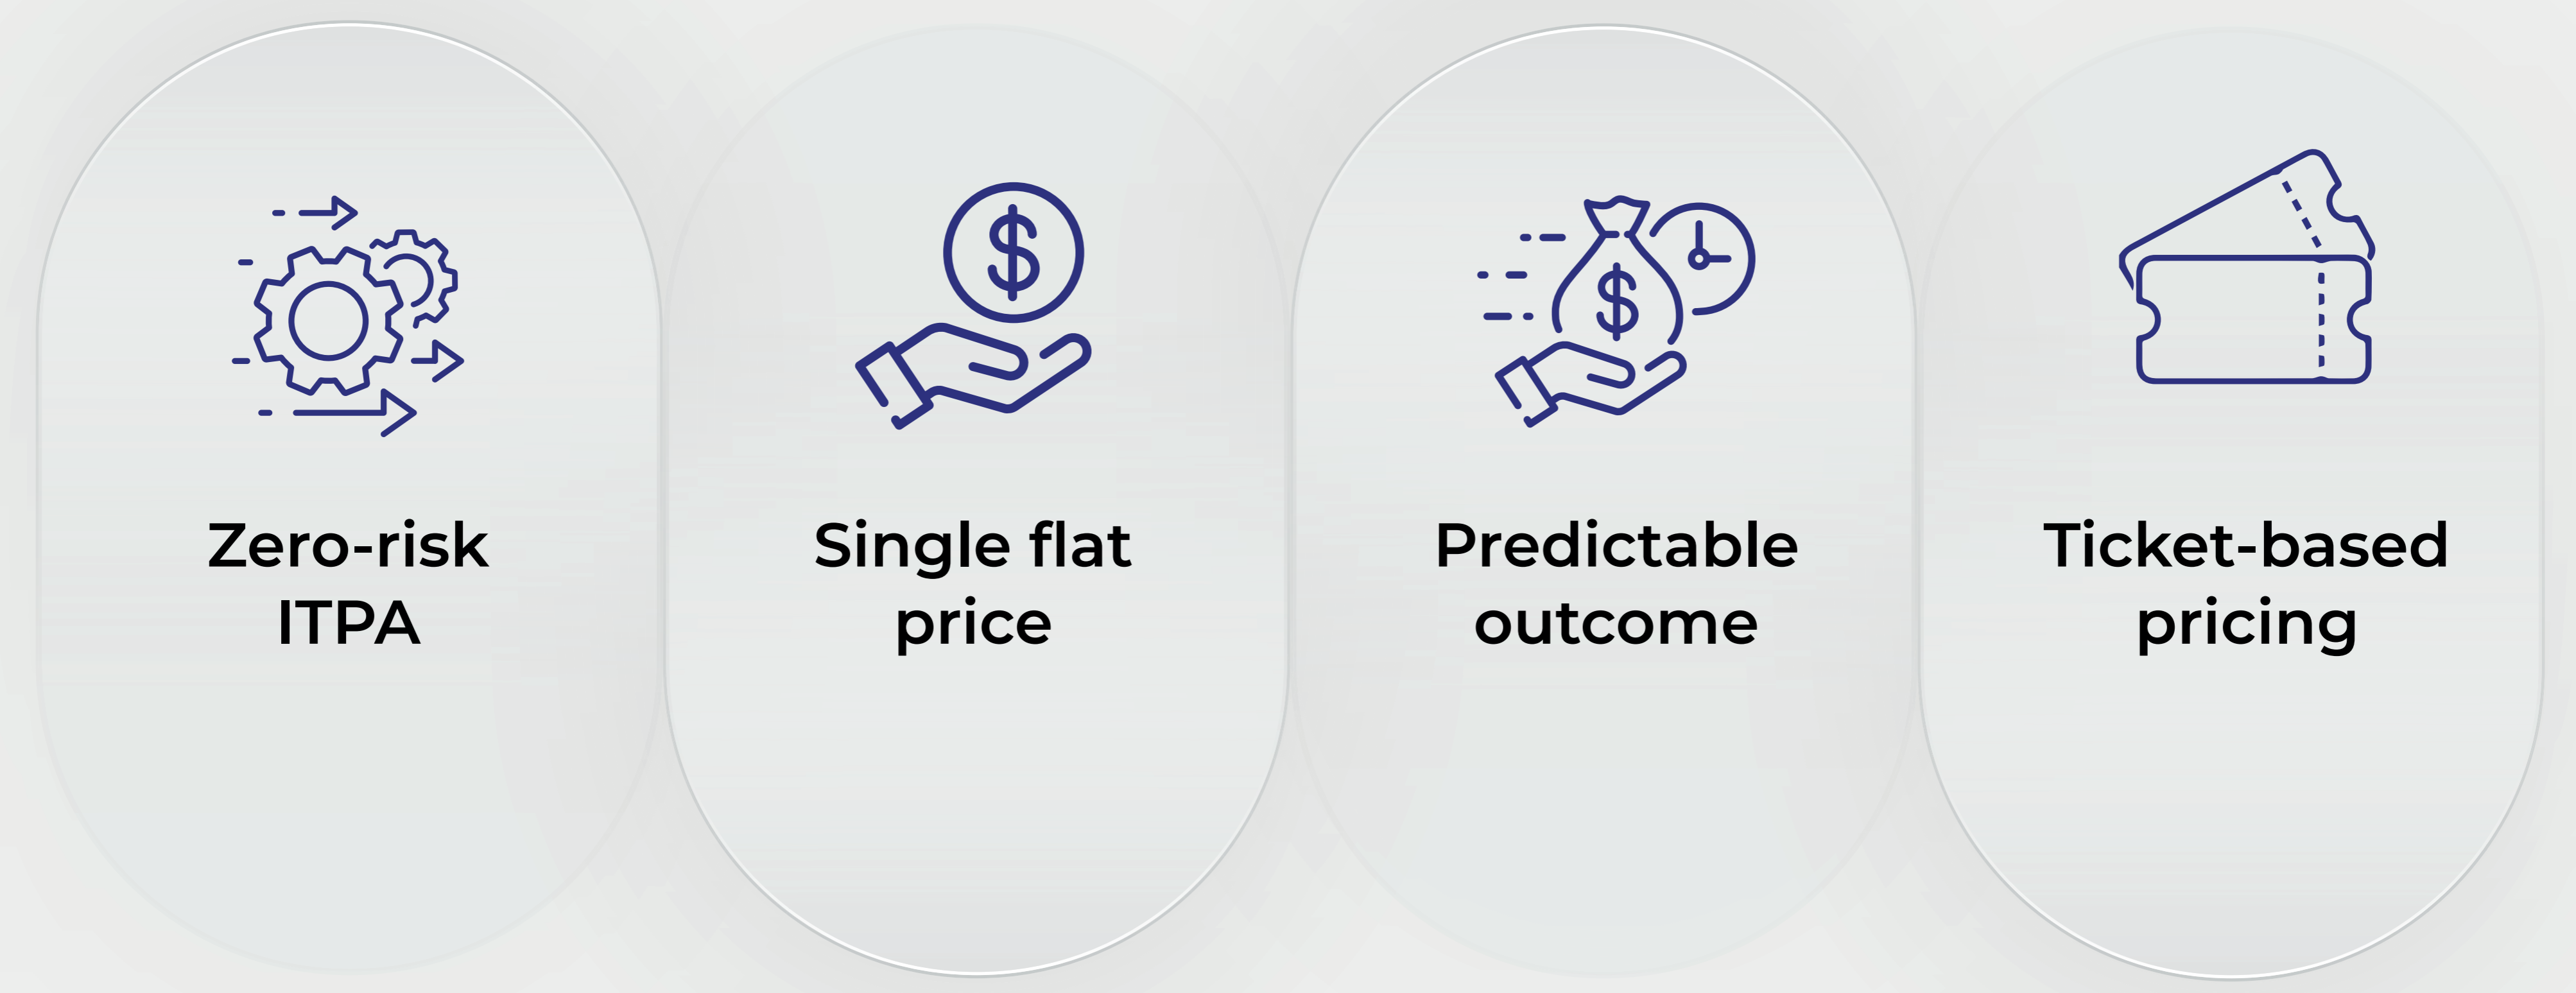 Zero-risk
ITPA
Single flat
price
Predictable
outcome
Ticket-based
pricing